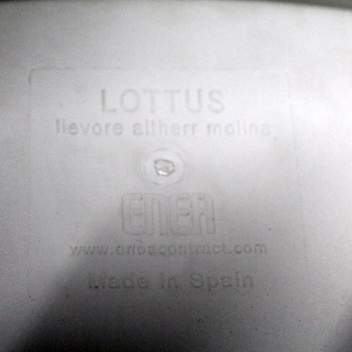 LOTTUS
lievore altherr molina
ENEA
www.eneacontract.com
Made in Spain